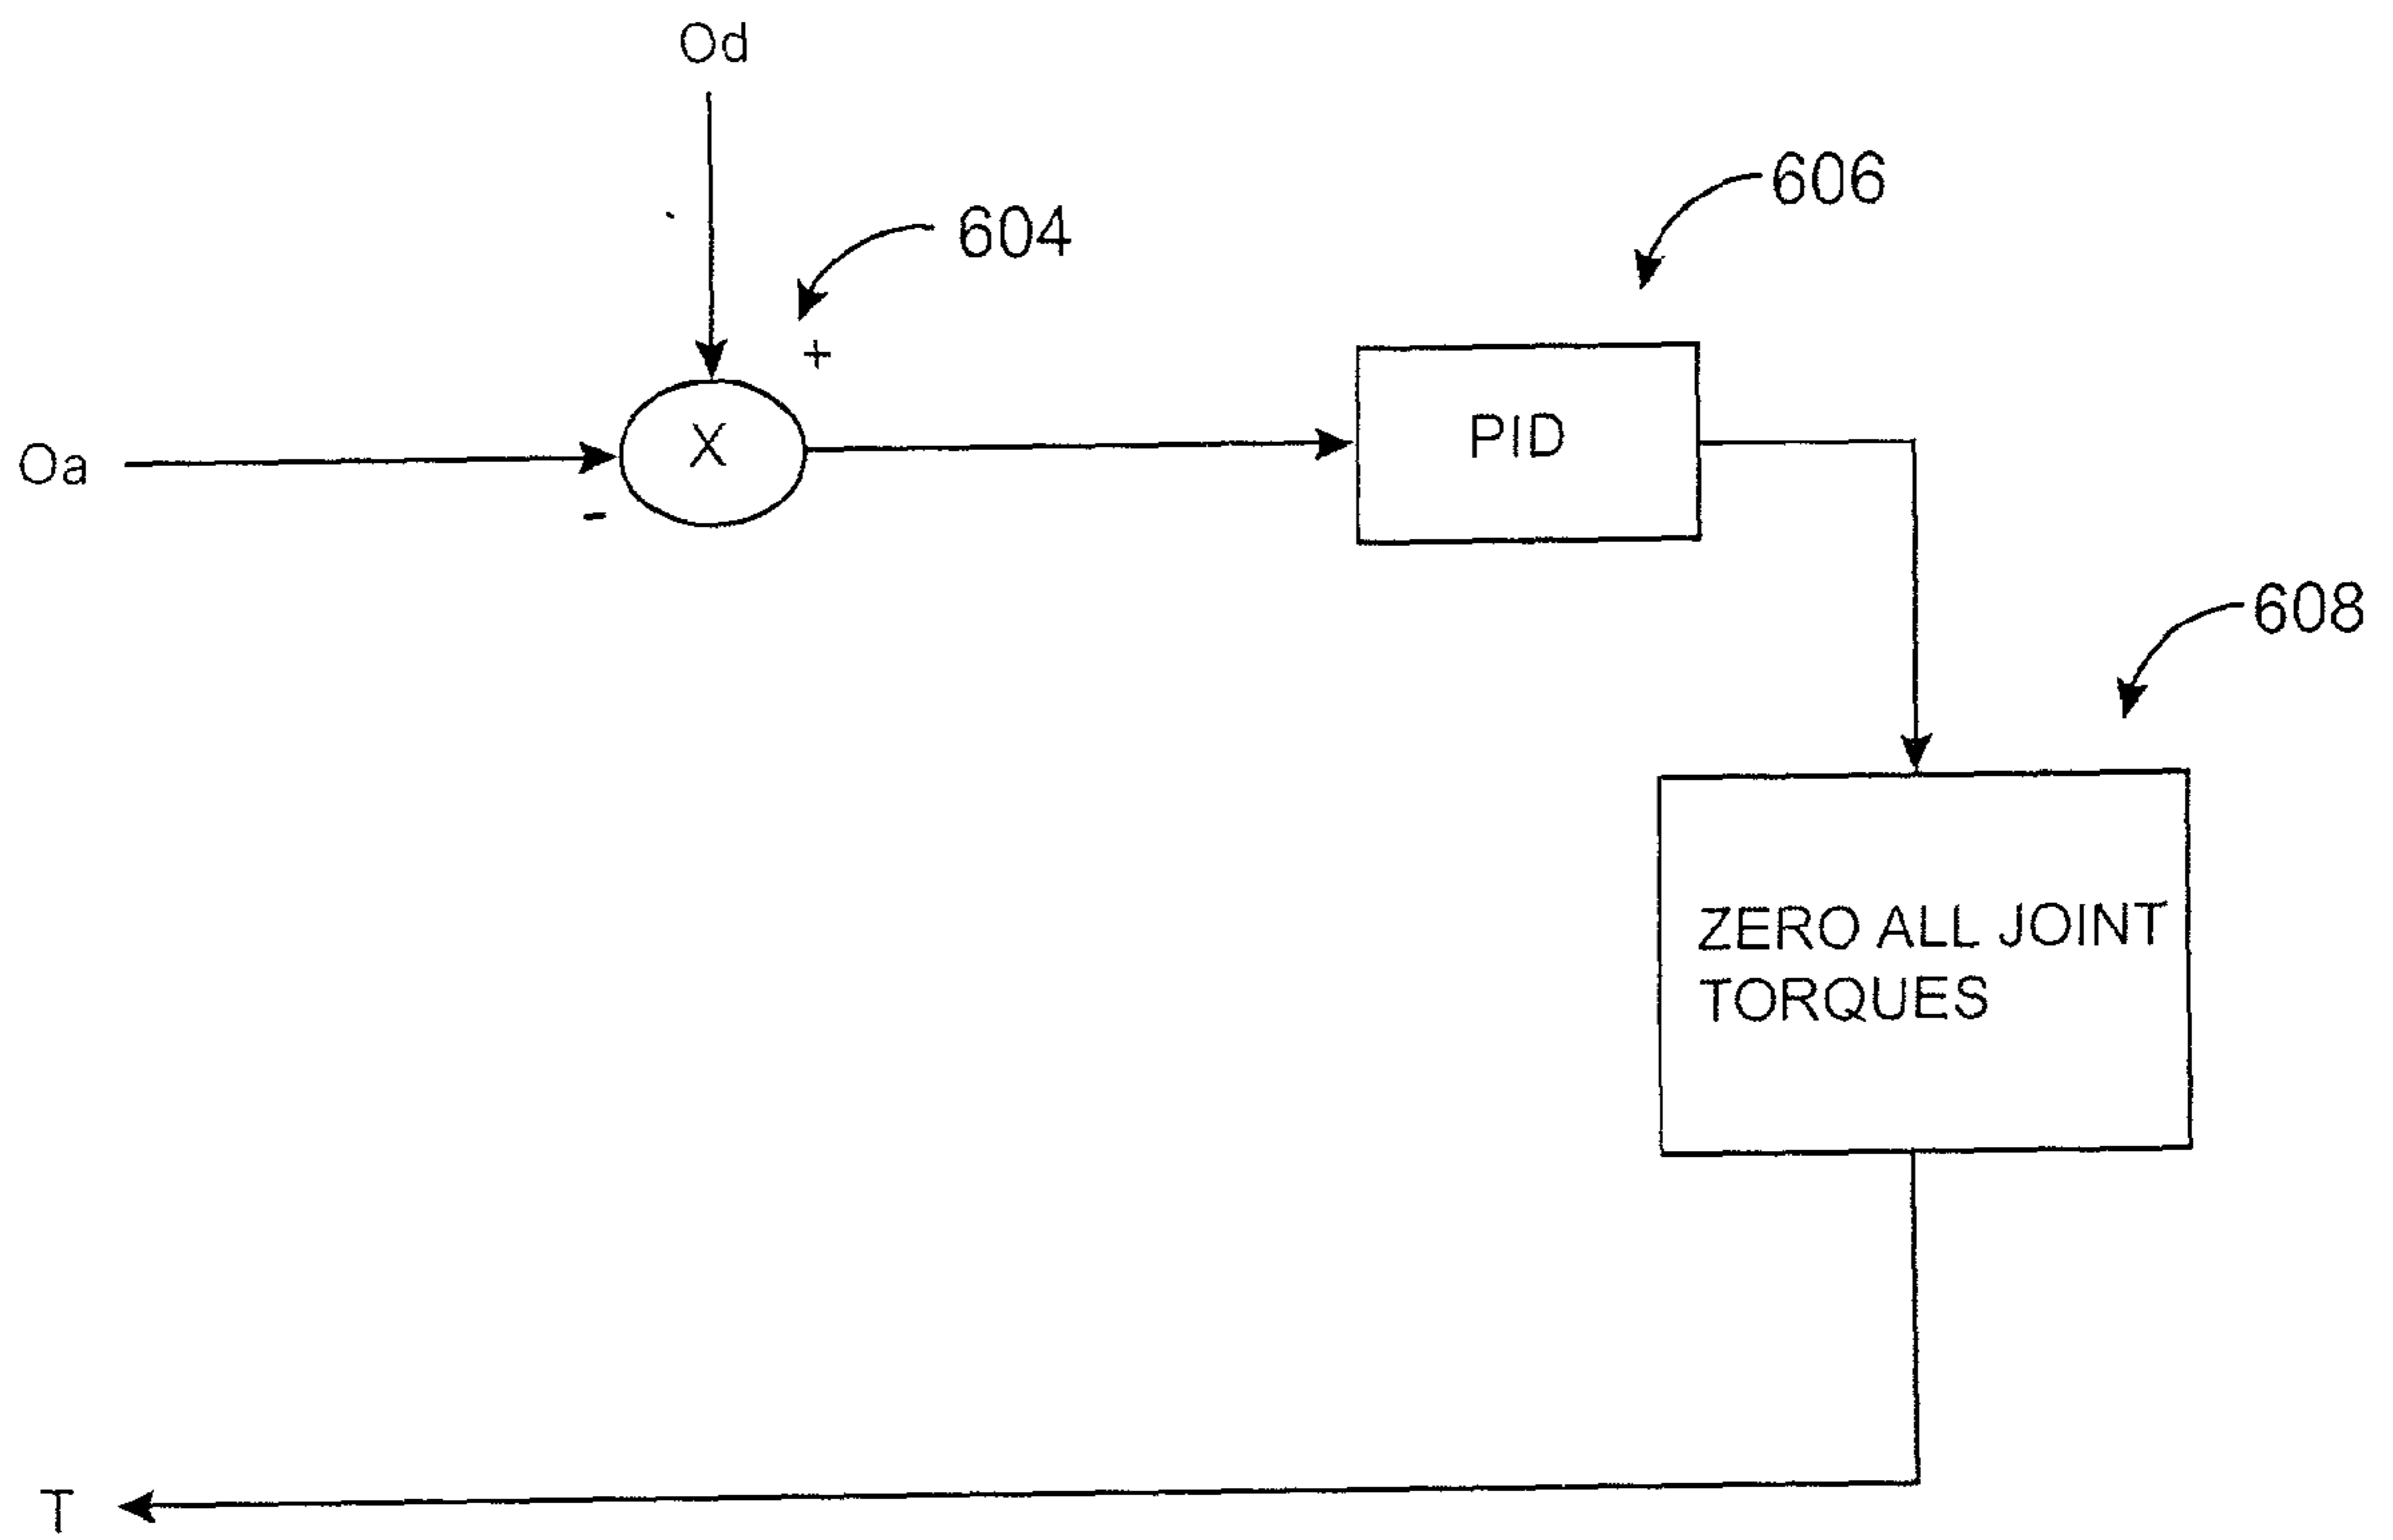 Od
606
604
+
Oa
X
-
PID
608
ZERO ALL JOINT
TORQUES
T